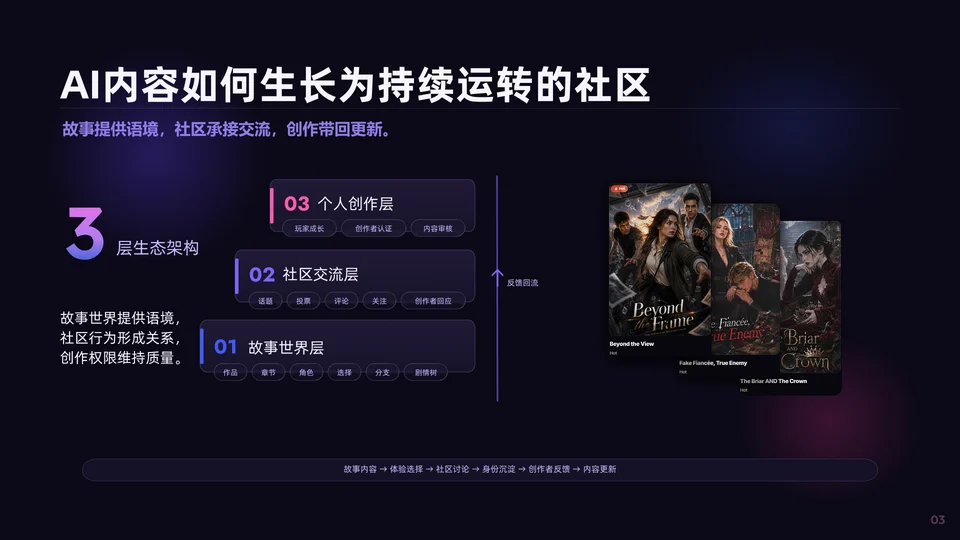 AI内容如何生长为持续运转的社区
故事提供语境，社区承接交流，创作带回更新。
3 层生态架构
故事世界提供语境，
社区行为形成关系，
创作权限维持质量。
03 个人创作层
玩家成长 创作者认证 内容审核
02 社区交流层
话题 投票 评论 关注 创作者回应
01 故事世界层
作品 章节 角色 选择 分支 剧情树
反馈回流
Beyond
the Frame
Beyond the View
Hot
Fiancée,
ue Enemy
Fake Fiancée, True Enemy
Hot
Briar
AND
Crown
The Briar AND The Crown
Hot
故事内容 → 体验选择 → 社区讨论 → 身份沉淀 → 创作者反馈 → 内容更新
03